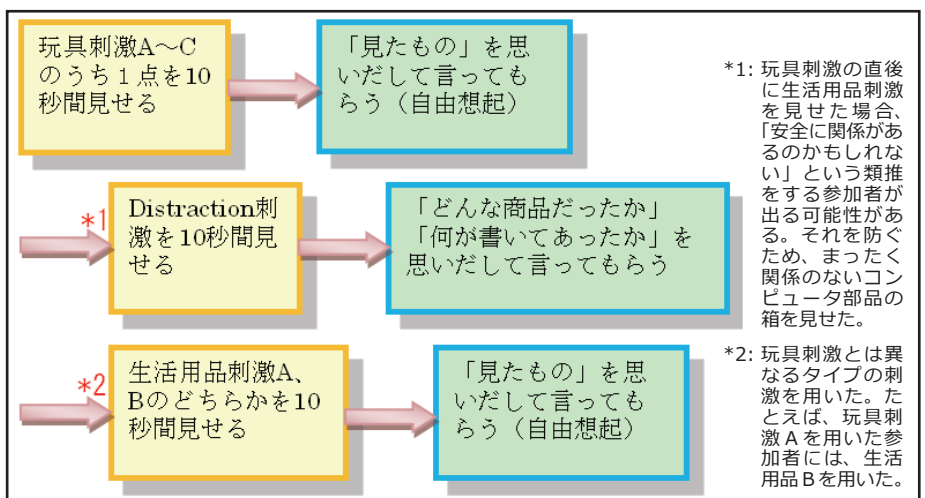 玩具刺激A～C
のうち１点を10
秒間見せる
「見たもの」を思
いだして言っても
らう（自由想起）
*1
Distraction刺
激を10秒間見
せる
「どんな商品だったか」
「何が書いてあったか」を
思いだして言ってもらう
*2
生活用品刺激A、
Bのどちらかを10
秒間見せる
「見たもの」を思
いだして言っても
らう（自由想起）
*1: 玩具刺激の直後
に生活用品刺激
を見せた場合、
「安全に関係があ
るのかもしれな
い」という類推
をする参加者が
出る可能性があ
る。それを防ぐ
ため、まったく
関係のないコン
ピュータ部品の
箱を見せた。
*2: 玩具刺激とは異
なるタイプの刺
激を用いた。た
とえば、玩具刺
激Ａを用いた参
加者には、生活
用品Ｂを用いた。